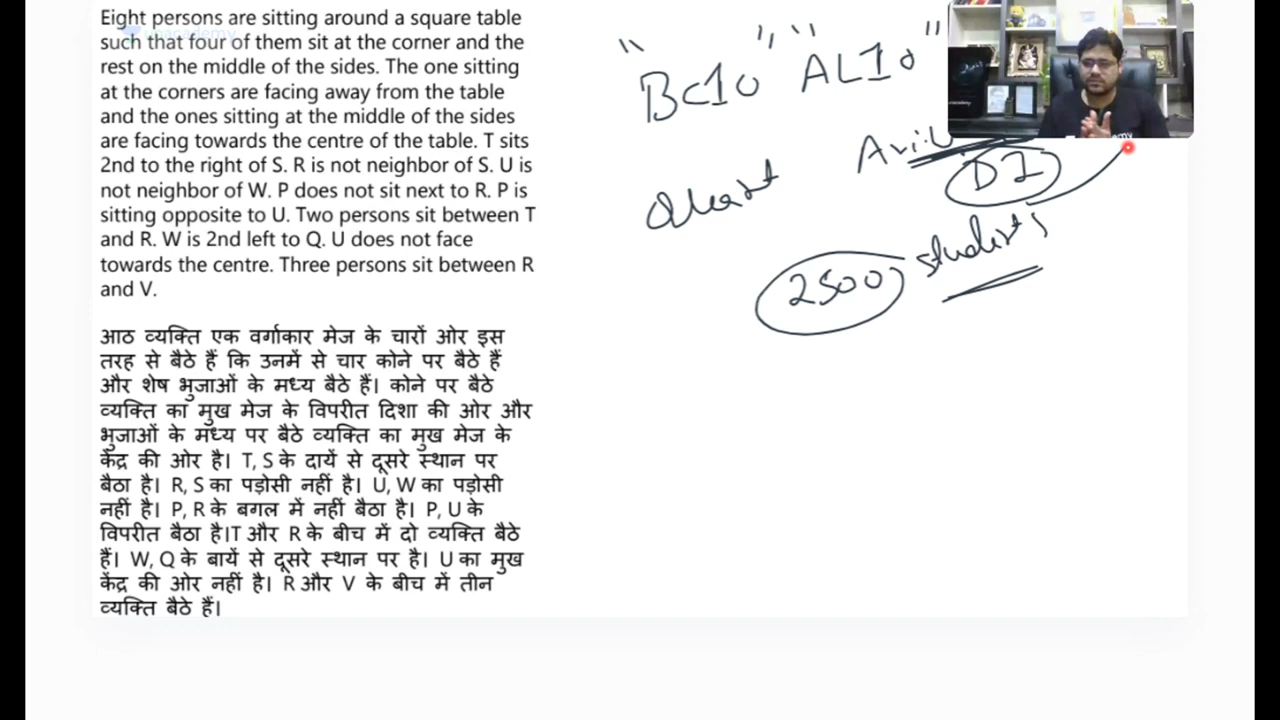 Eight persons are sitting around a square table
such that four of them sit at the corner and the
rest on the middle of the sides. The one sitting
at the corners are facing away from the table
and the ones sitting at the middle of the sides
are facing towards the centre of the table. T sits
2nd to the right of S. R is not neighbor of S. U is
not neighbor of W. P does not sit next to R. P is
sitting opposite to U. Two persons sit between T
and R. W is 2nd left to Q. U does not face
towards the centre. Three persons sit between R
and V.
आठ व्यक्ति एक वर्गाकार मेज के चारों ओर इस
तरह से बैठे हैं कि उनमें से चार कोने पर बैठे हैं
और शेष भुजाओं के मध्य बैठे हैं। कोने पर बैठे
व्यक्ति का मुख मेज के विपरीत दिशा की ओर और
भुजाओं के मध्य पर बैठे व्यक्ति का मुख मेज के
केंद्र की ओर है। T, S के दायें से दूसरे स्थान पर
बैठा है। R, S का पड़ोसी नहीं है। U, W का पड़ोसी
नहीं है। P, R के बगल में नहीं बैठा है। P, U के
विपरीत बैठा है।T और R के बीच में दो व्यक्ति बैठे
हैं। W, Q के बायें से दूसरे स्थान पर है। U का मुख
केंद्र की ओर नहीं है। R और V के बीच में तीन
व्यक्ति बैठे हैं।
"BC10" "AL10"
DI
2500 students